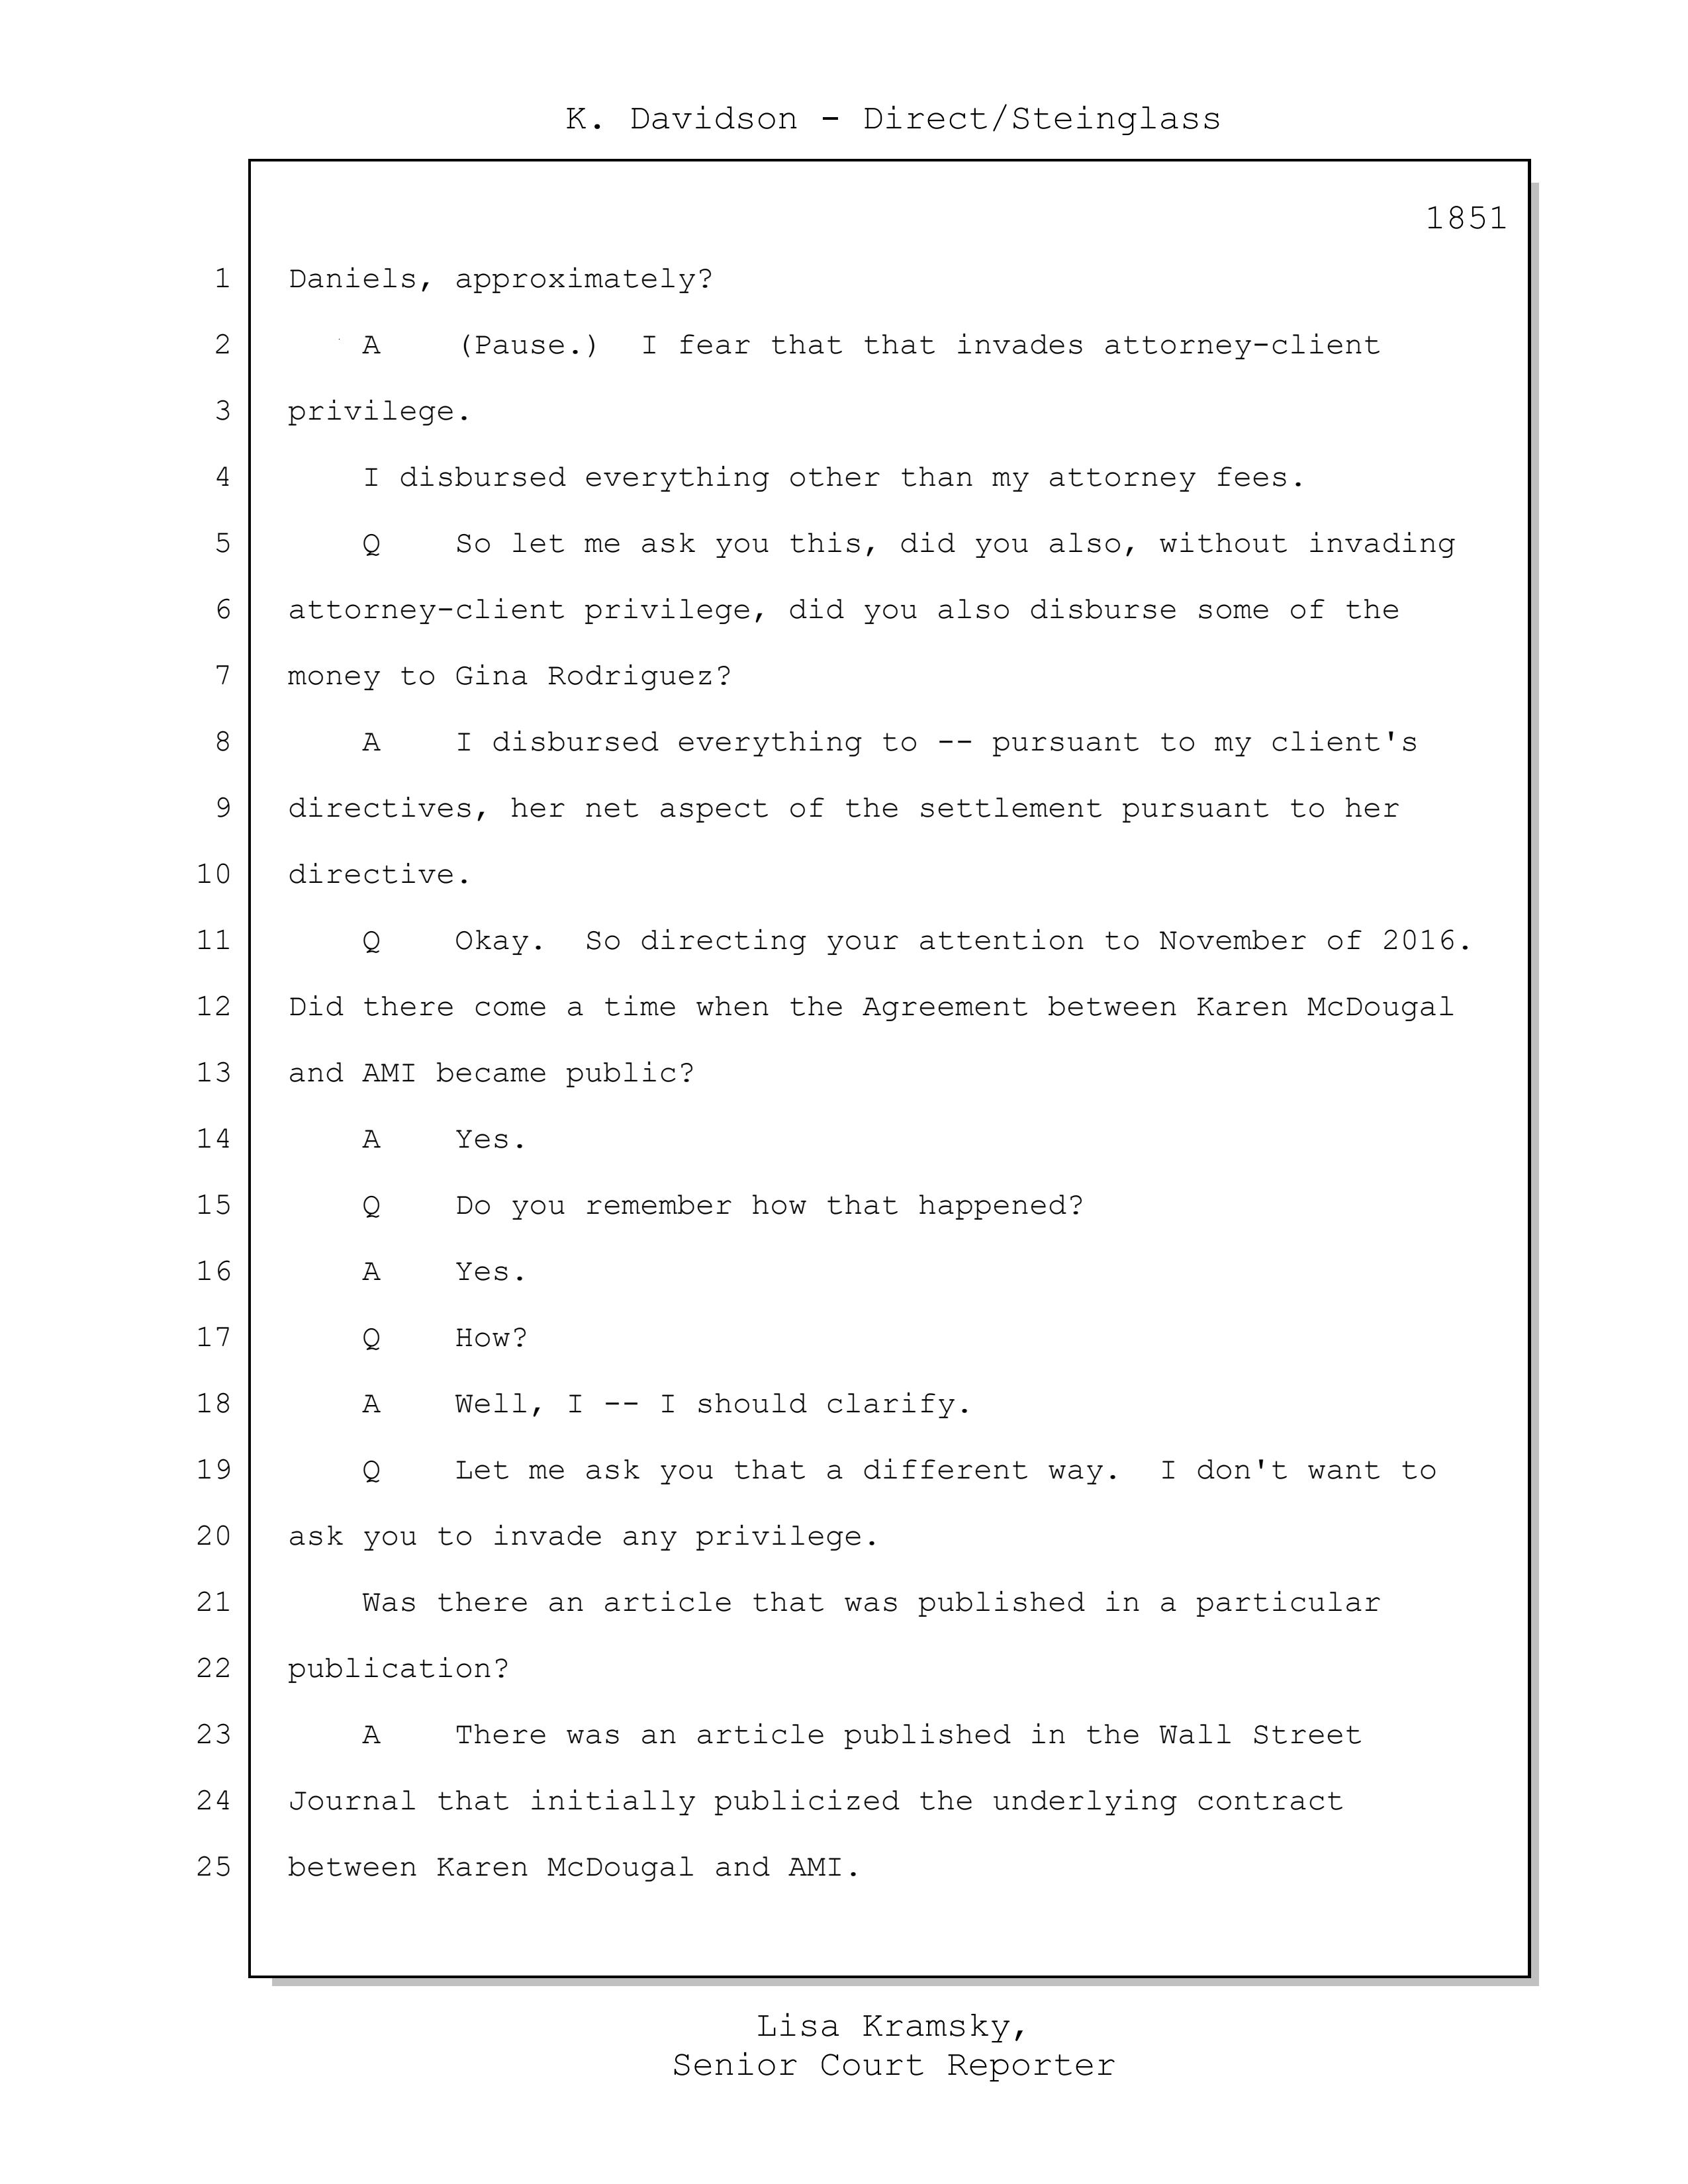 K. Davidson - Direct/Steinglass
1851
1 Daniels, approximately?
2 A (Pause.) I fear that that invades attorney-client
3 privilege.
4 I disbursed everything other than my attorney fees.
5 Q So let me ask you this, did you also, without invading
6 attorney-client privilege, did you also disburse some of the
7 money to Gina Rodriguez?
8 A I disbursed everything to -- pursuant to my client's
9 directives, her net aspect of the settlement pursuant to her
10 directive.
11 Q Okay. So directing your attention to November of 2016.
12 Did there come a time when the Agreement between Karen McDougal
13 and AMI became public?
14 A Yes.
15 Q Do you remember how that happened?
16 A Yes.
17 Q How?
18 A Well, I -- I should clarify.
19 Q Let me ask you that a different way. I don't want to
20 ask you to invade any privilege.
21 Was there an article that was published in a particular
22 publication?
23 A There was an article published in the Wall Street
24 Journal that initially publicized the underlying contract
25 between Karen McDougal and AMI.
Lisa Kramsky,
Senior Court Reporter